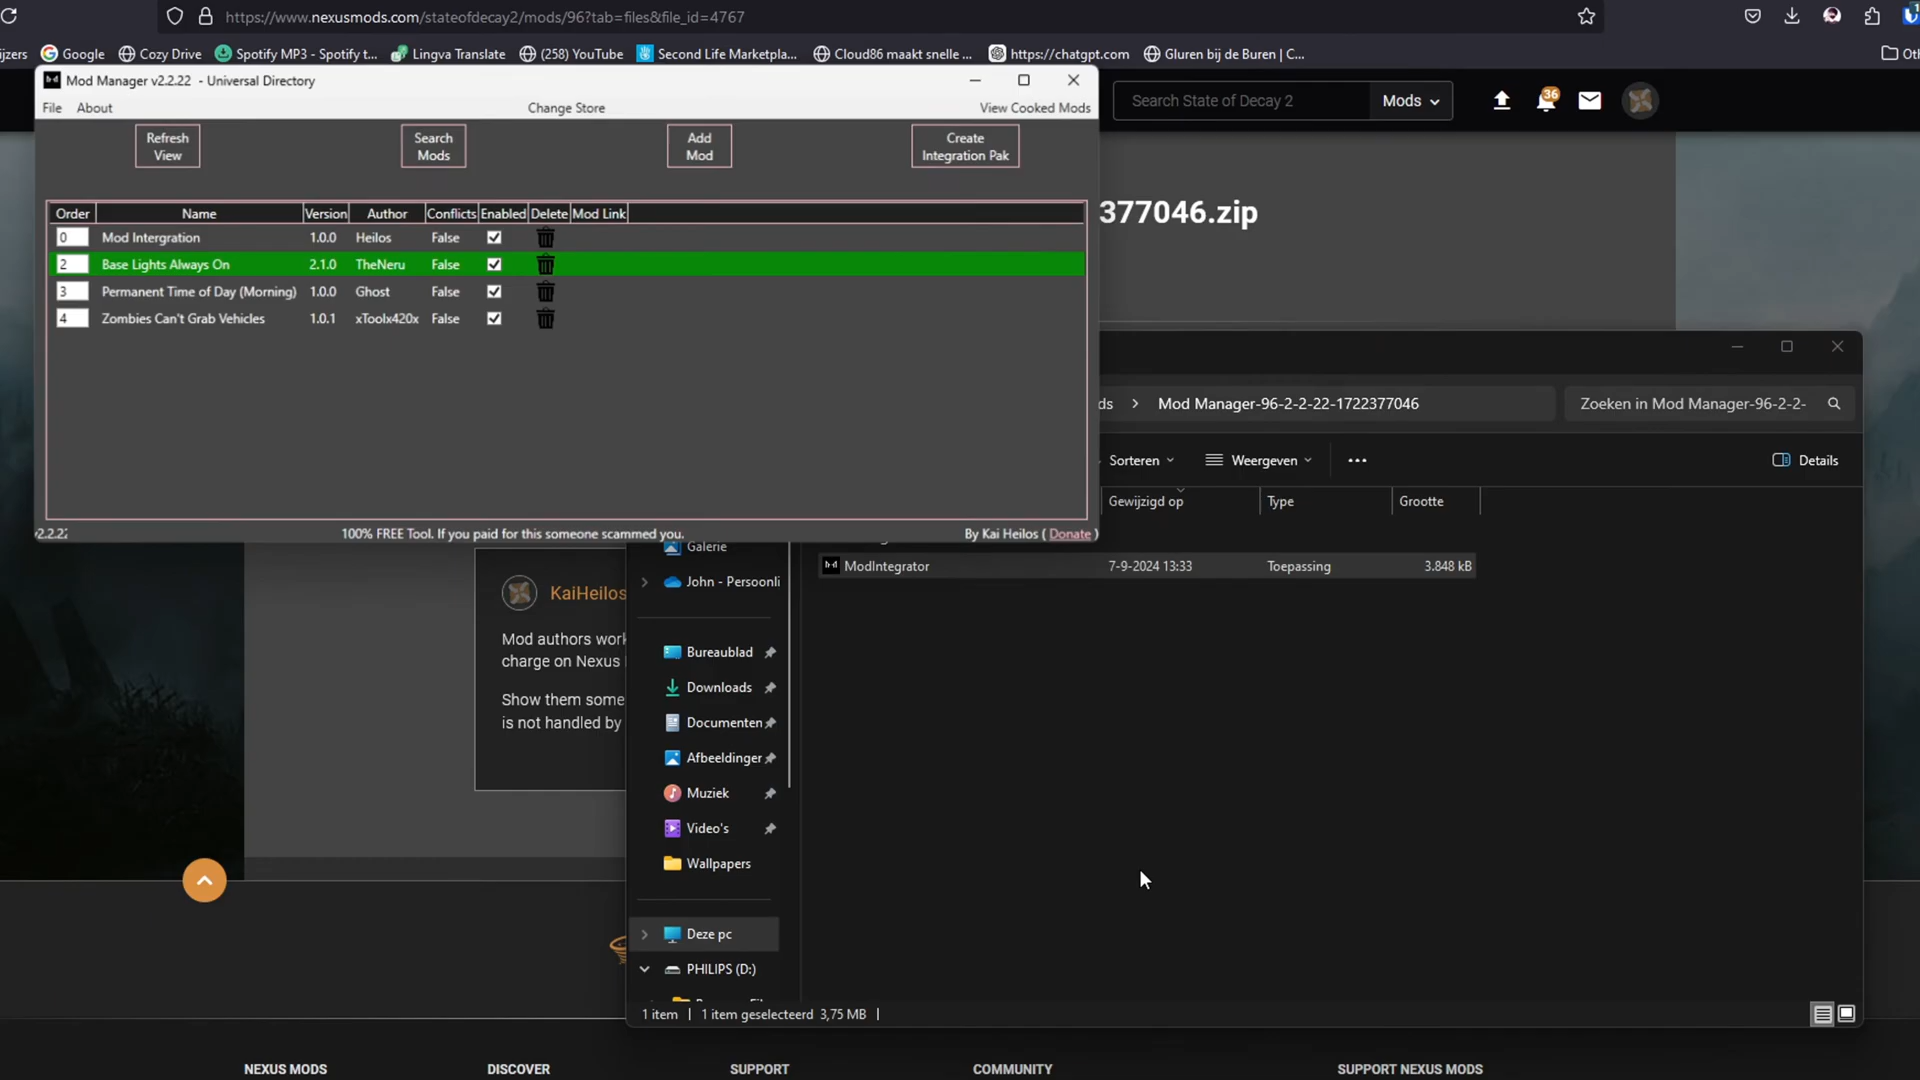 https://www.nexusmods.com/stateofdecay2/mods/96?tab=files&file_id=4767
ijzers Google Cozy Drive Spotify MP3 - Spotify t... Lingva Translate (258) YouTube Second Life Marketpla... Cloud86 maakt snelle ... https://chatgpt.com Gluren bij de Buren | C...
Mod Manager v2.2.22 - Universal Directory
File About Change Store View Cooked Mods
Search State of Decay 2 Mods 36
Refresh View
Search Mods
Add Mod
Create Integration Pak
Order Name Version Author Conflicts Enabled Delete Mod Link
0 Mod Intergration 1.0.0 Heilos False
2 Base Lights Always On 2.1.0 TheNeru False
3 Permanent Time of Day (Morning) 1.0.0 Ghost False
4 Zombies Can't Grab Vehicles 1.0.1 xToolx420x False
377046.zip
ds > Mod Manager-96-2-2-22-1722377046 Zoeken in Mod Manager-96-2-2-
Sorteren Weergeven ••• Details
Gewijzigd op Type Grootte
v2.2.22 100% FREE Tool. If you paid for this someone scammed you. By Kai Heilos ( Donate )
Galerie
ModIntegrator 7-9-2024 13:33 Toepassing 3.848 kB
John - Persoonli
KaiHeilos
Mod authors work
charge on Nexus
Show them some
is not handled by
Bureaublad
Downloads
Documenten
Afbeeldingen
Muziek
Video's
Wallpapers
Deze pc
PHILIPS (D:)
1 item | 1 item geselecteerd 3,75 MB |
NEXUS MODS DISCOVER SUPPORT COMMUNITY SUPPORT NEXUS MODS